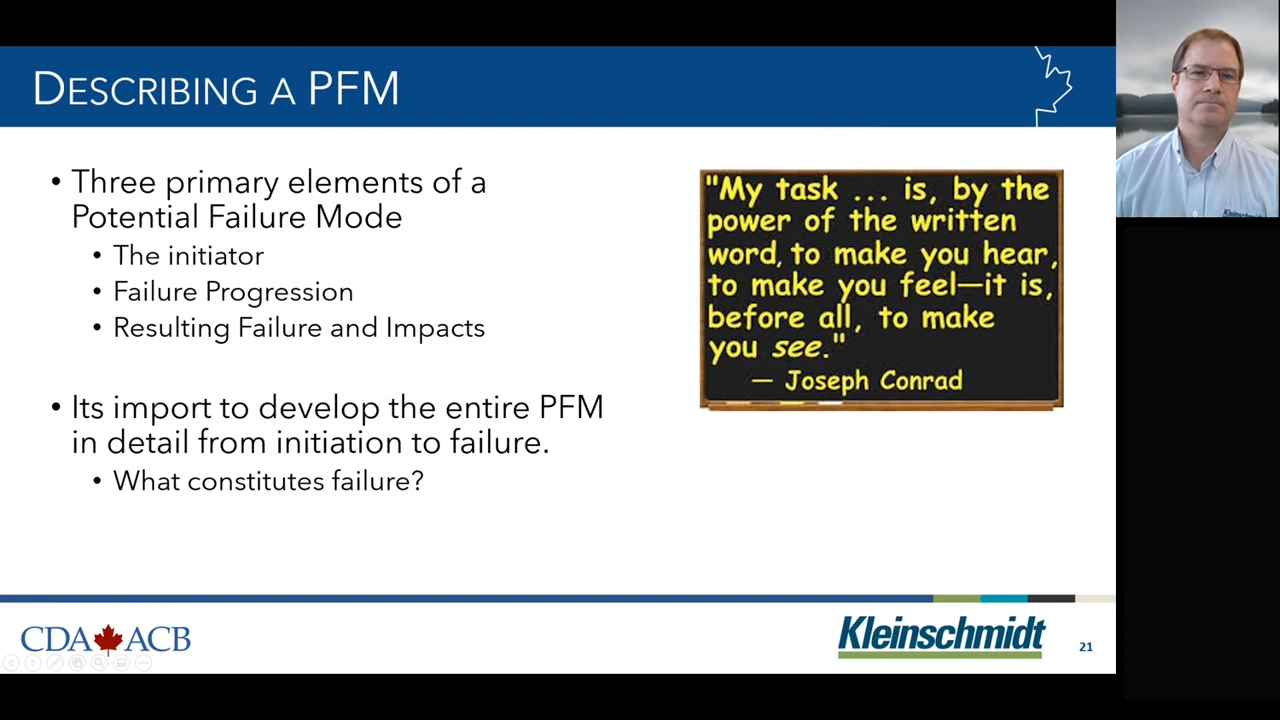 DESCRIBING A PFM
• Three primary elements of a
Potential Failure Mode
• The initiator
• Failure Progression
• Resulting Failure and Impacts
• Its import to develop the entire PFM
in detail from initiation to failure.
• What constitutes failure?
"My task ... is, by the
power of the written
word, to make you hear,
to make you feel—it is,
before all, to make
you see."
— Joseph Conrad
CDA ACB
Kleinschmidt
21
Kleinschmidt